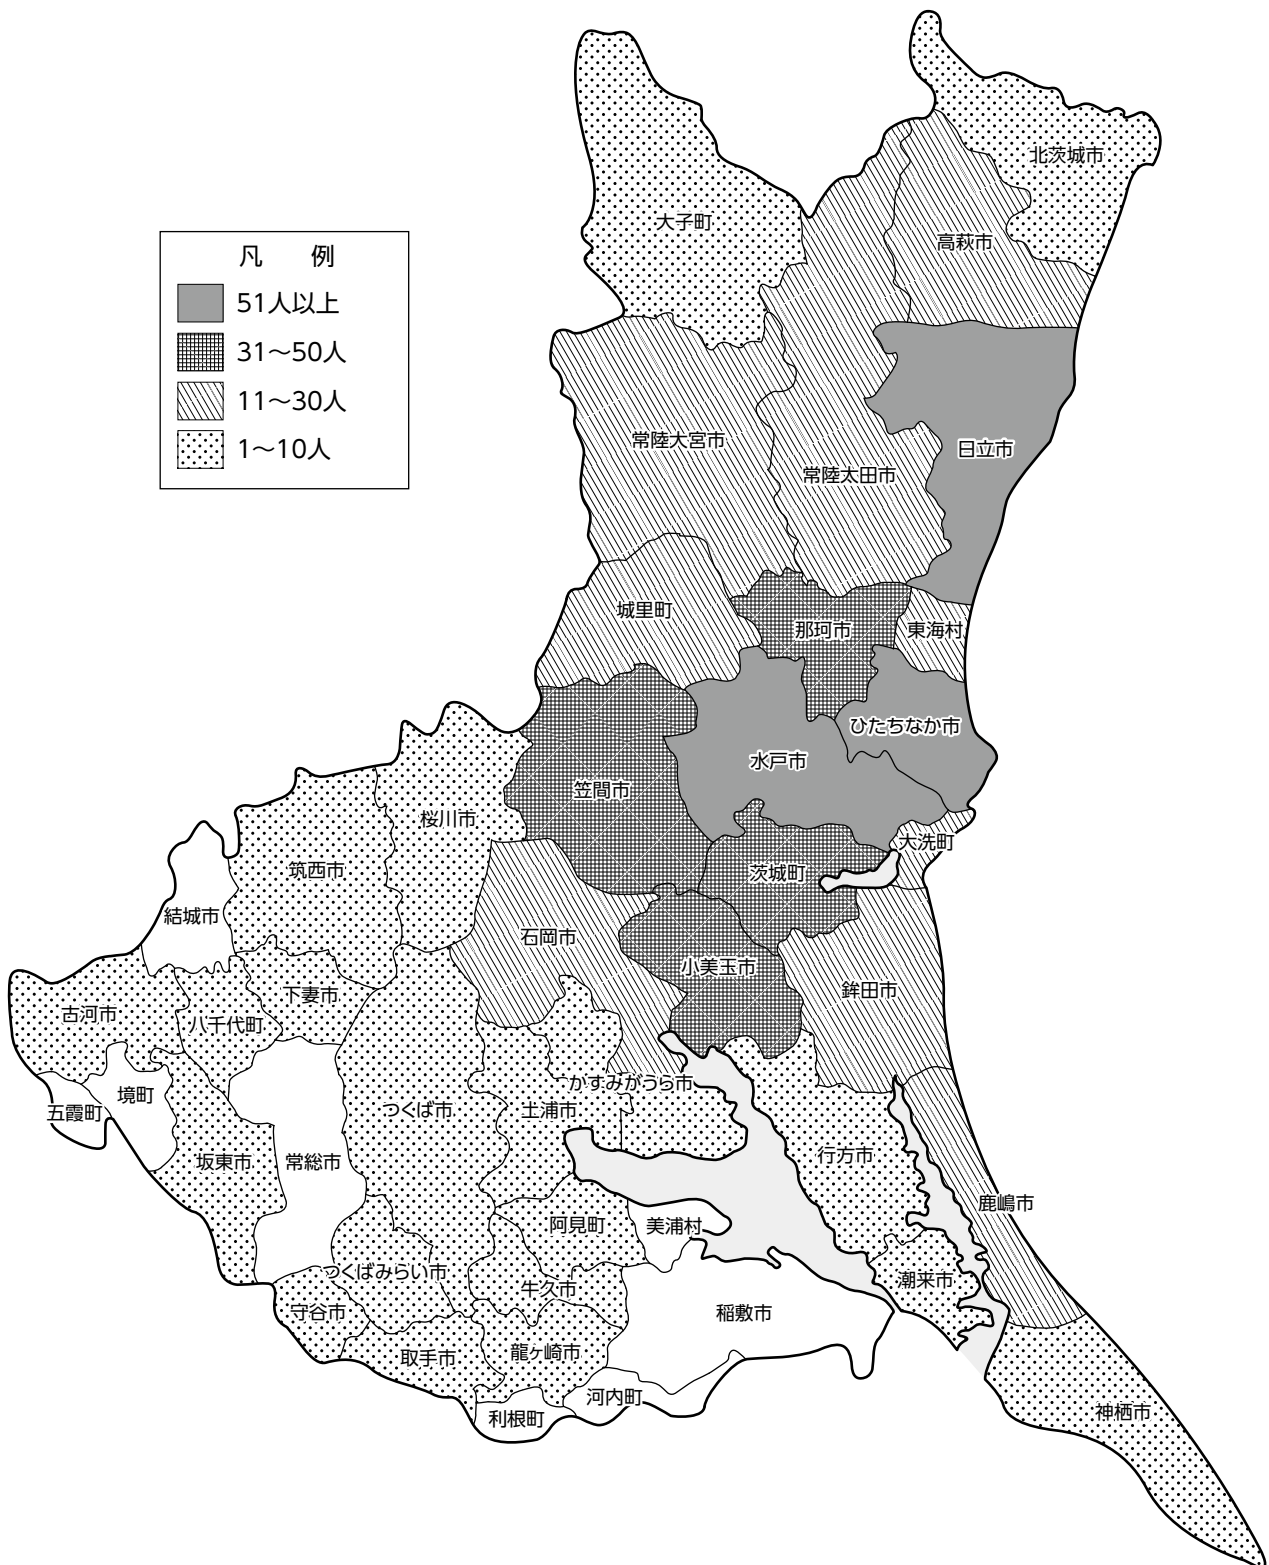 凡　例
51人以上
31～50人
11～30人
1～10人
北茨城市
大子町
高萩市
常陸大宮市
常陸太田市
日立市
城里町
那珂市
東海村
ひたちなか市
水戸市
笠間市
桜川市
大洗町
筑西市
茨城町
結城市
石岡市
小美玉市
鉾田市
下妻市
古河市
八千代町
かすみがうら市
境町
五霞町
つくば市
土浦市
坂東市
常総市
行方市
鹿嶋市
阿見町
美浦村
つくばみらい市
潮来市
牛久市
守谷市
稲敷市
龍ヶ崎市
取手市
河内町
利根町
神栖市